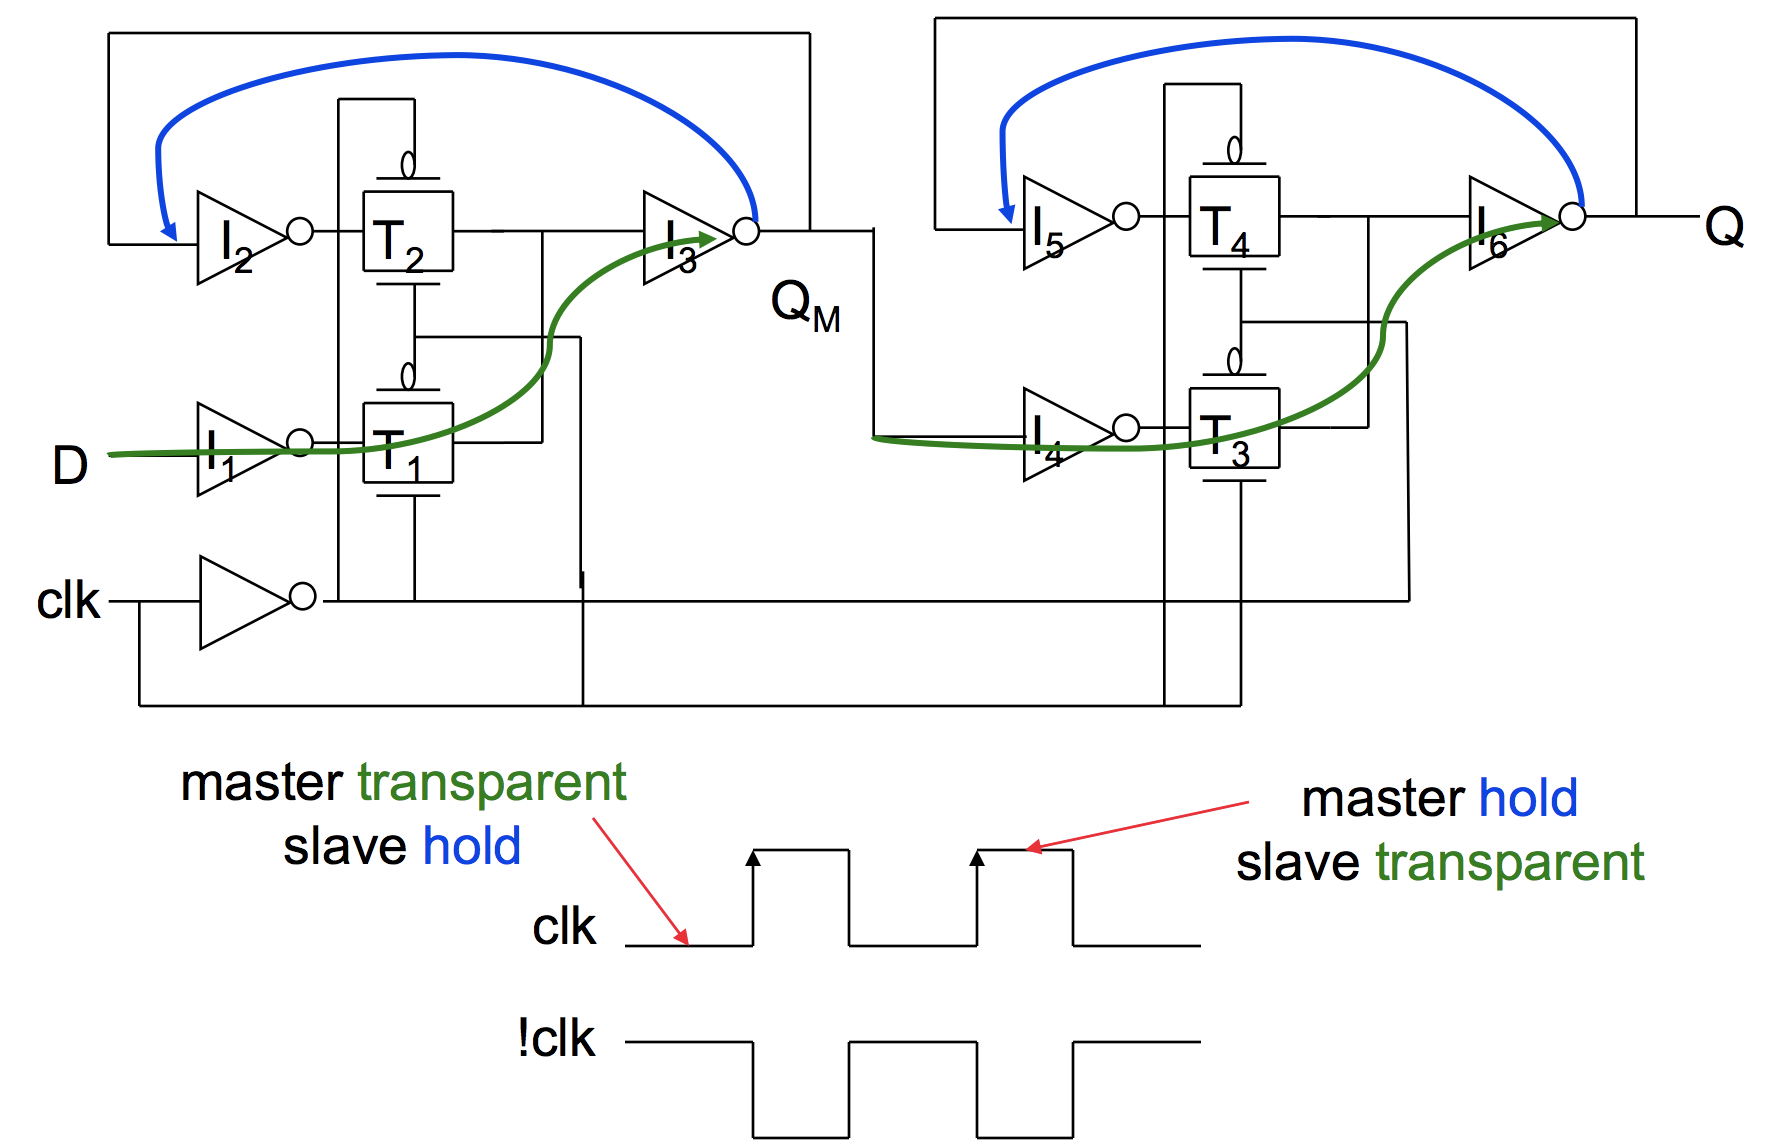 I2
T2
I3
I5
T4
I6
Q
QM
D
I1
T1
I4
T3
clk
master transparent
slave hold
master hold
slave transparent
clk
!clk